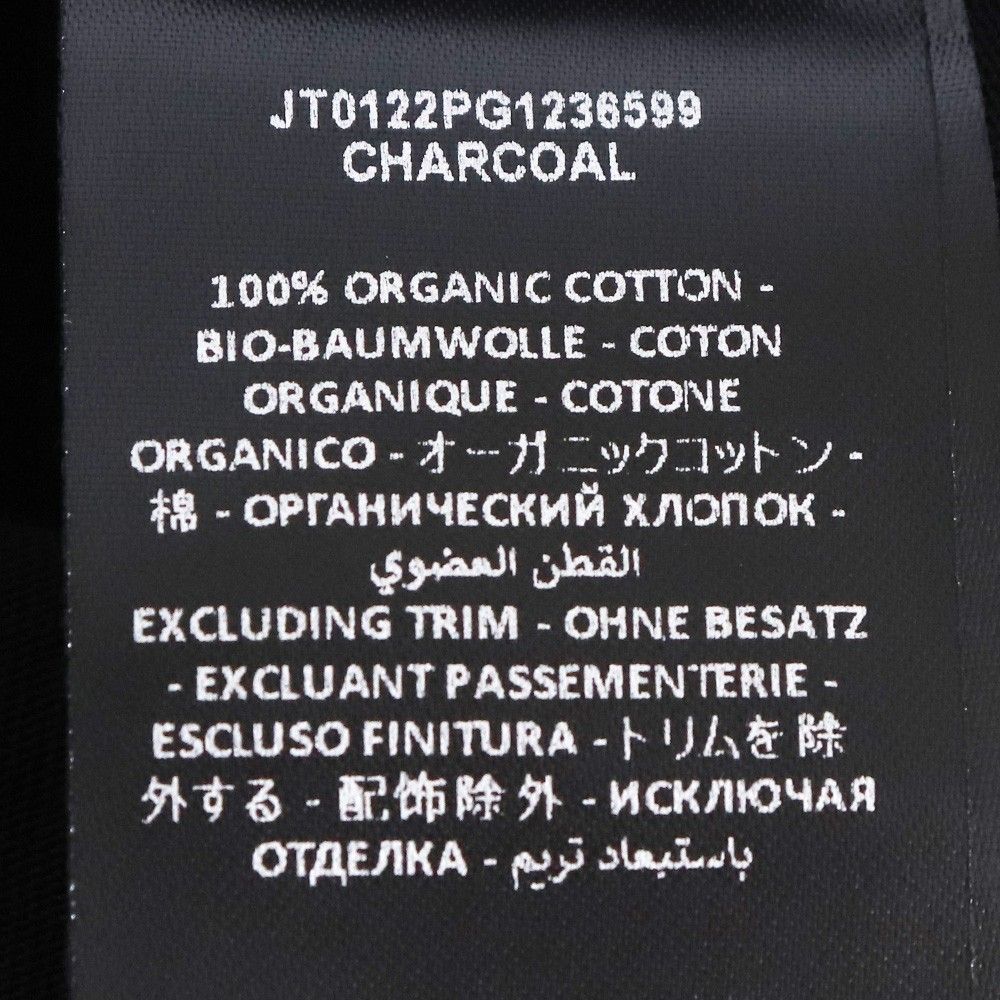 JT0122PG1236599
CHARCOAL
100% ORGANIC COTTON -
BIO-BAUMWOLLE - COTON
ORGANIQUE - COTONE
ORGANICO - オーガニックコットン -
棉 - ОРГАНИЧЕСКИЙ ХЛОПОК -
القطن العضوي
EXCLUDING TRIM - OHNE BESATZ
- EXCLUANT PASSEMENTERIE -
ESCLUSO FINITURA - トリムを除
外する - 配饰除外 - ИСКЛЮЧАЯ
ОТДЕЛКА - باستبعاد تريم